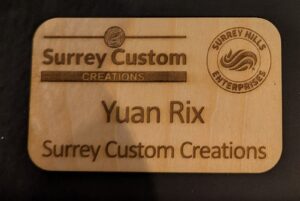 Surrey Custom
CREATIONS
SURREY HILLS
ENTERPRISES
Yuan Rix
Surrey Custom Creations